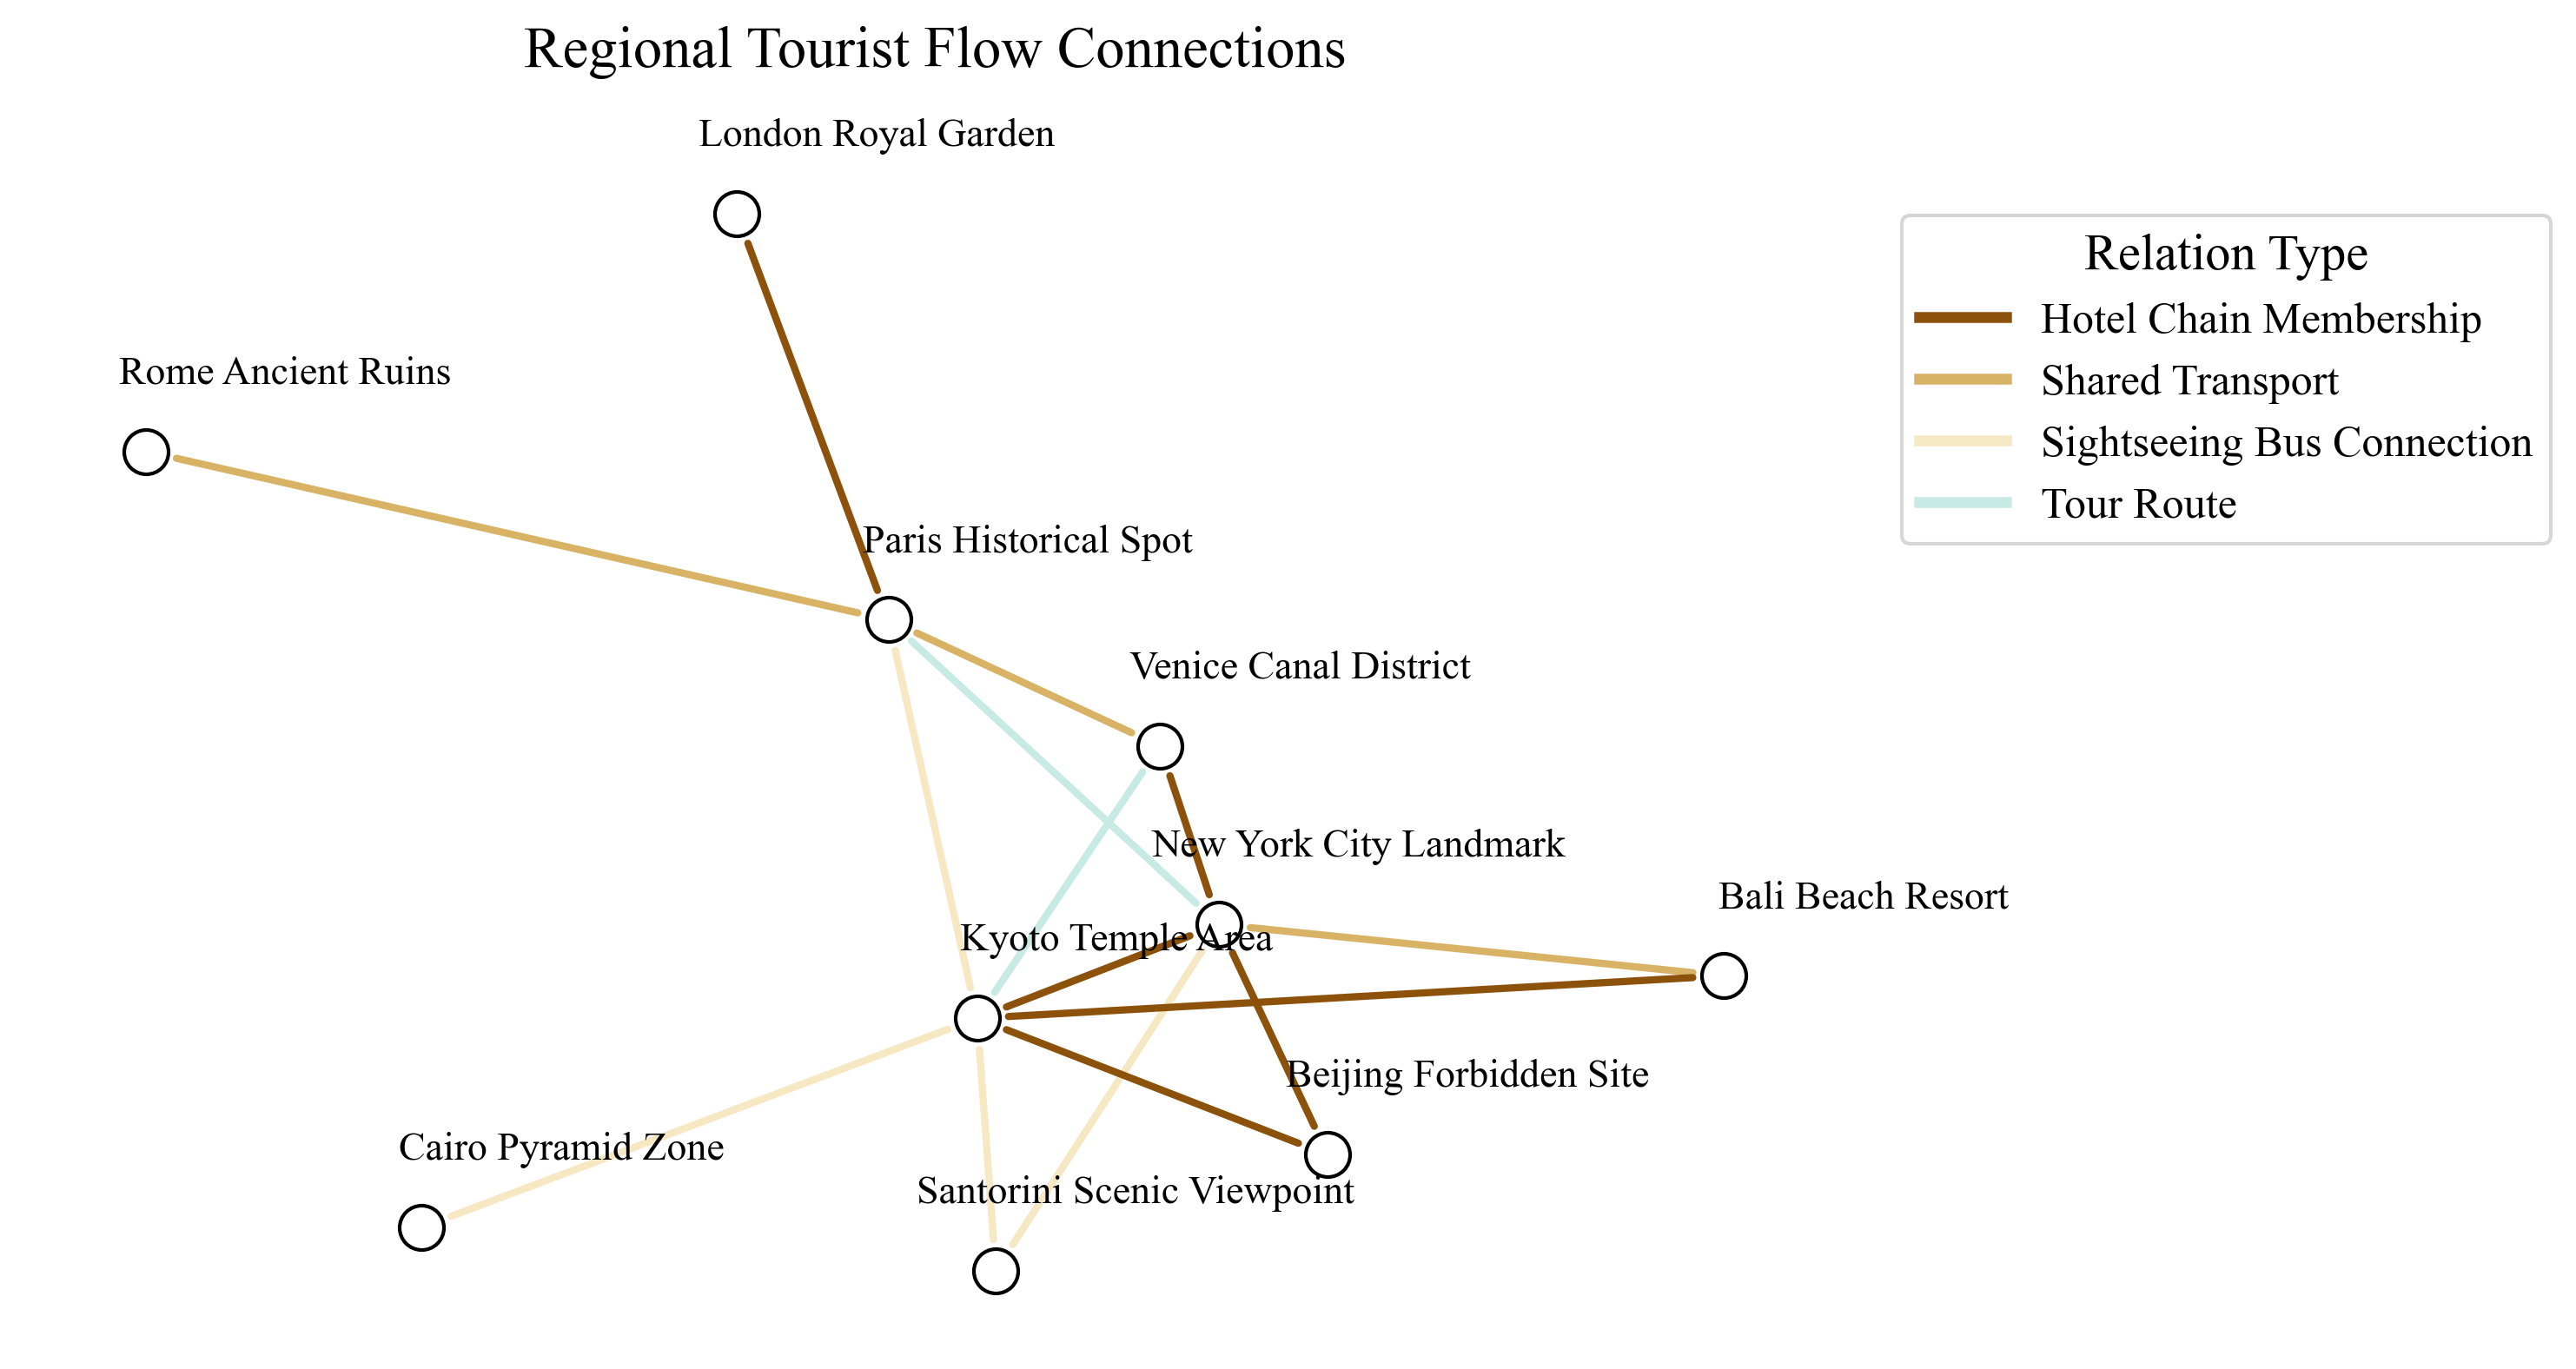 Regional Tourist Flow Connections
London Royal Garden
Rome Ancient Ruins
Paris Historical Spot
Venice Canal District
New York City Landmark
Bali Beach Resort
Kyoto Temple Area
Beijing Forbidden Site
Cairo Pyramid Zone
Santorini Scenic Viewpoint
Relation Type
Hotel Chain Membership
Shared Transport
Sightseeing Bus Connection
Tour Route